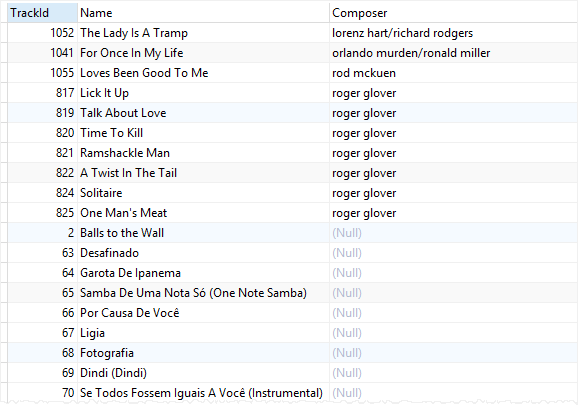 TrackId Name Composer
1052 The Lady Is A Tramp lorenz hart/richard rodgers
1041 For Once In My Life orlando murden/ronald miller
1055 Loves Been Good To Me rod mckuen
817 Lick It Up roger glover
819 Talk About Love roger glover
820 Time To Kill roger glover
821 Ramshackle Man roger glover
822 A Twist In The Tail roger glover
824 Solitaire roger glover
825 One Man's Meat roger glover
2 Balls to the Wall (Null)
63 Desafinado (Null)
64 Garota De Ipanema (Null)
65 Samba De Uma Nota Só (One Note Samba) (Null)
66 Por Causa De Você (Null)
67 Ligia (Null)
68 Fotografia (Null)
69 Dindi (Dindi) (Null)
70 Se Todos Fossem Iguais A Você (Instrumental) (Null)